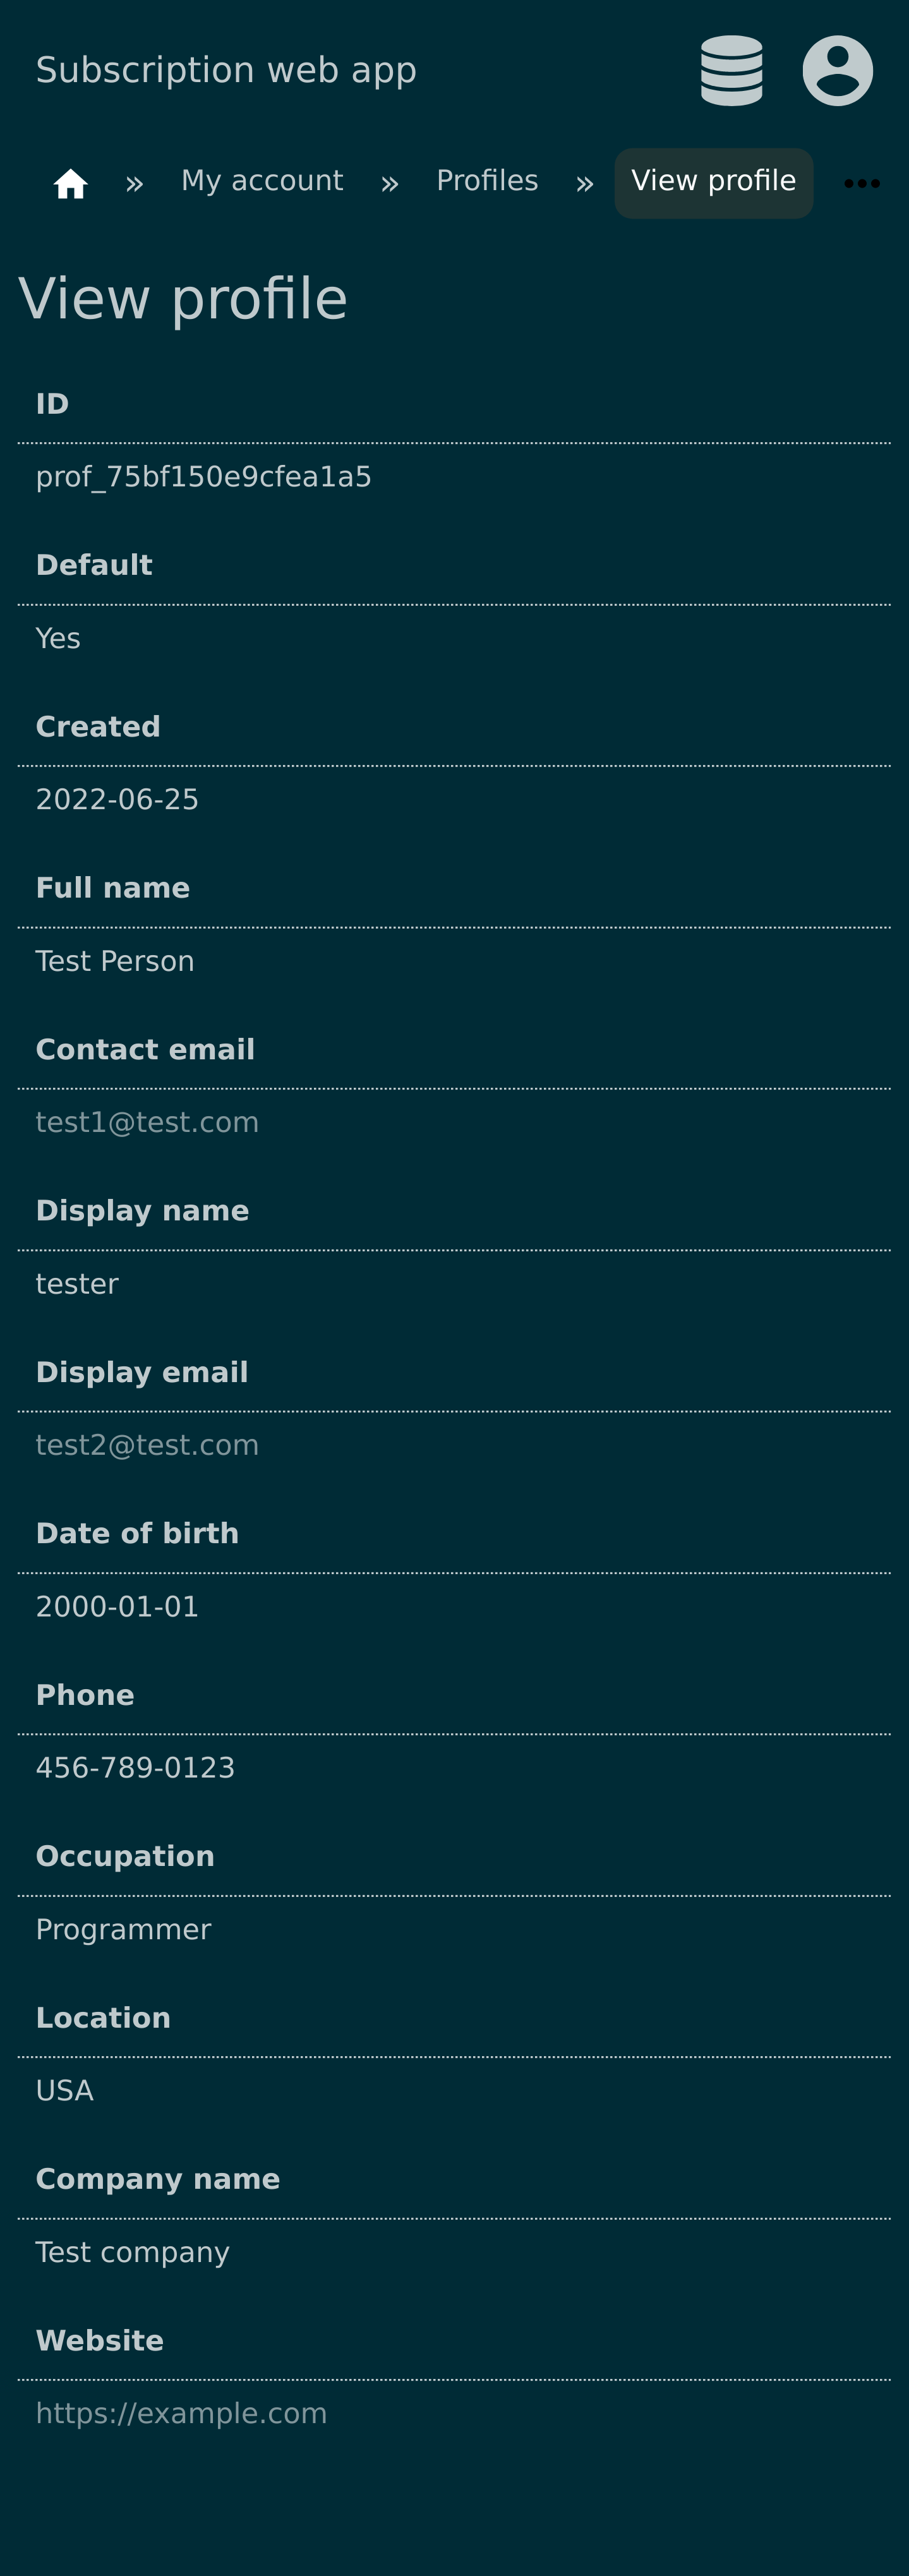 Subscription web app
» My account » Profiles » View profile
View profile
ID
prof_75bf150e9cfea1a5
Default
Yes
Created
2022-06-25
Full name
Test Person
Contact email
test1@test.com
Display name
tester
Display email
test2@test.com
Date of birth
2000-01-01
Phone
456-789-0123
Occupation
Programmer
Location
USA
Company name
Test company
Website
https://example.com